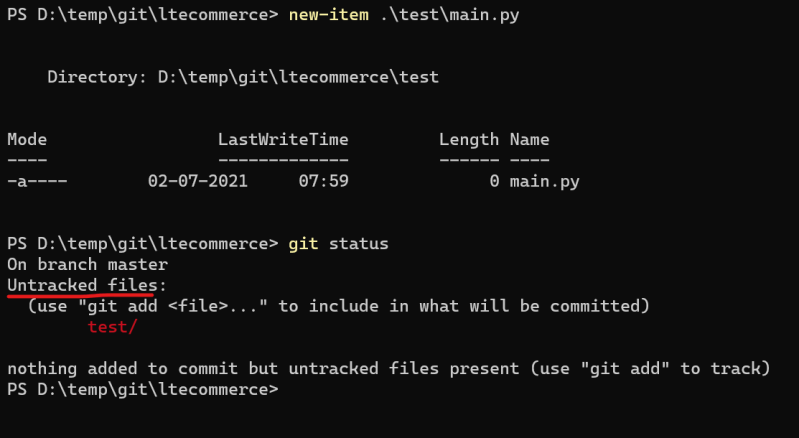 PS D:\temp\git\ltecommerce> new-item .\test\main.py
Directory: D:\temp\git\ltecommerce\test
Mode LastWriteTime Length Name
---- ------------- ------ ----
-a---- 02-07-2021 07:59 0 main.py
PS D:\temp\git\ltecommerce> git status
On branch master
Untracked files:
(use "git add <file>..." to include in what will be committed)
test/
nothing added to commit but untracked files present (use "git add" to track)
PS D:\temp\git\ltecommerce>